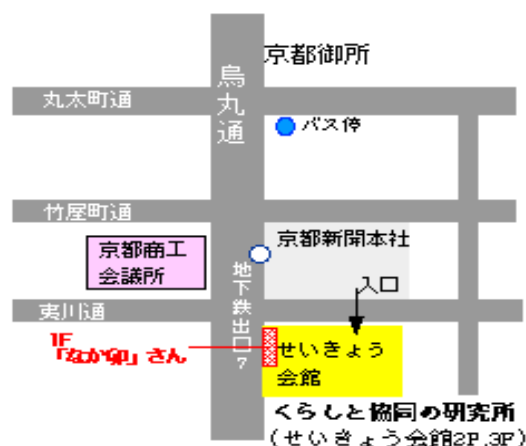 京都御所
烏丸通
丸太町通
バス停
竹屋町通
京都新聞本社
京都商工
会議所
地下鉄出口7
入口
夷川通
1F
「なか卯」さん
せいきょう
会館
くらしと協同の研究所
(せいきょう会館2F,3F)